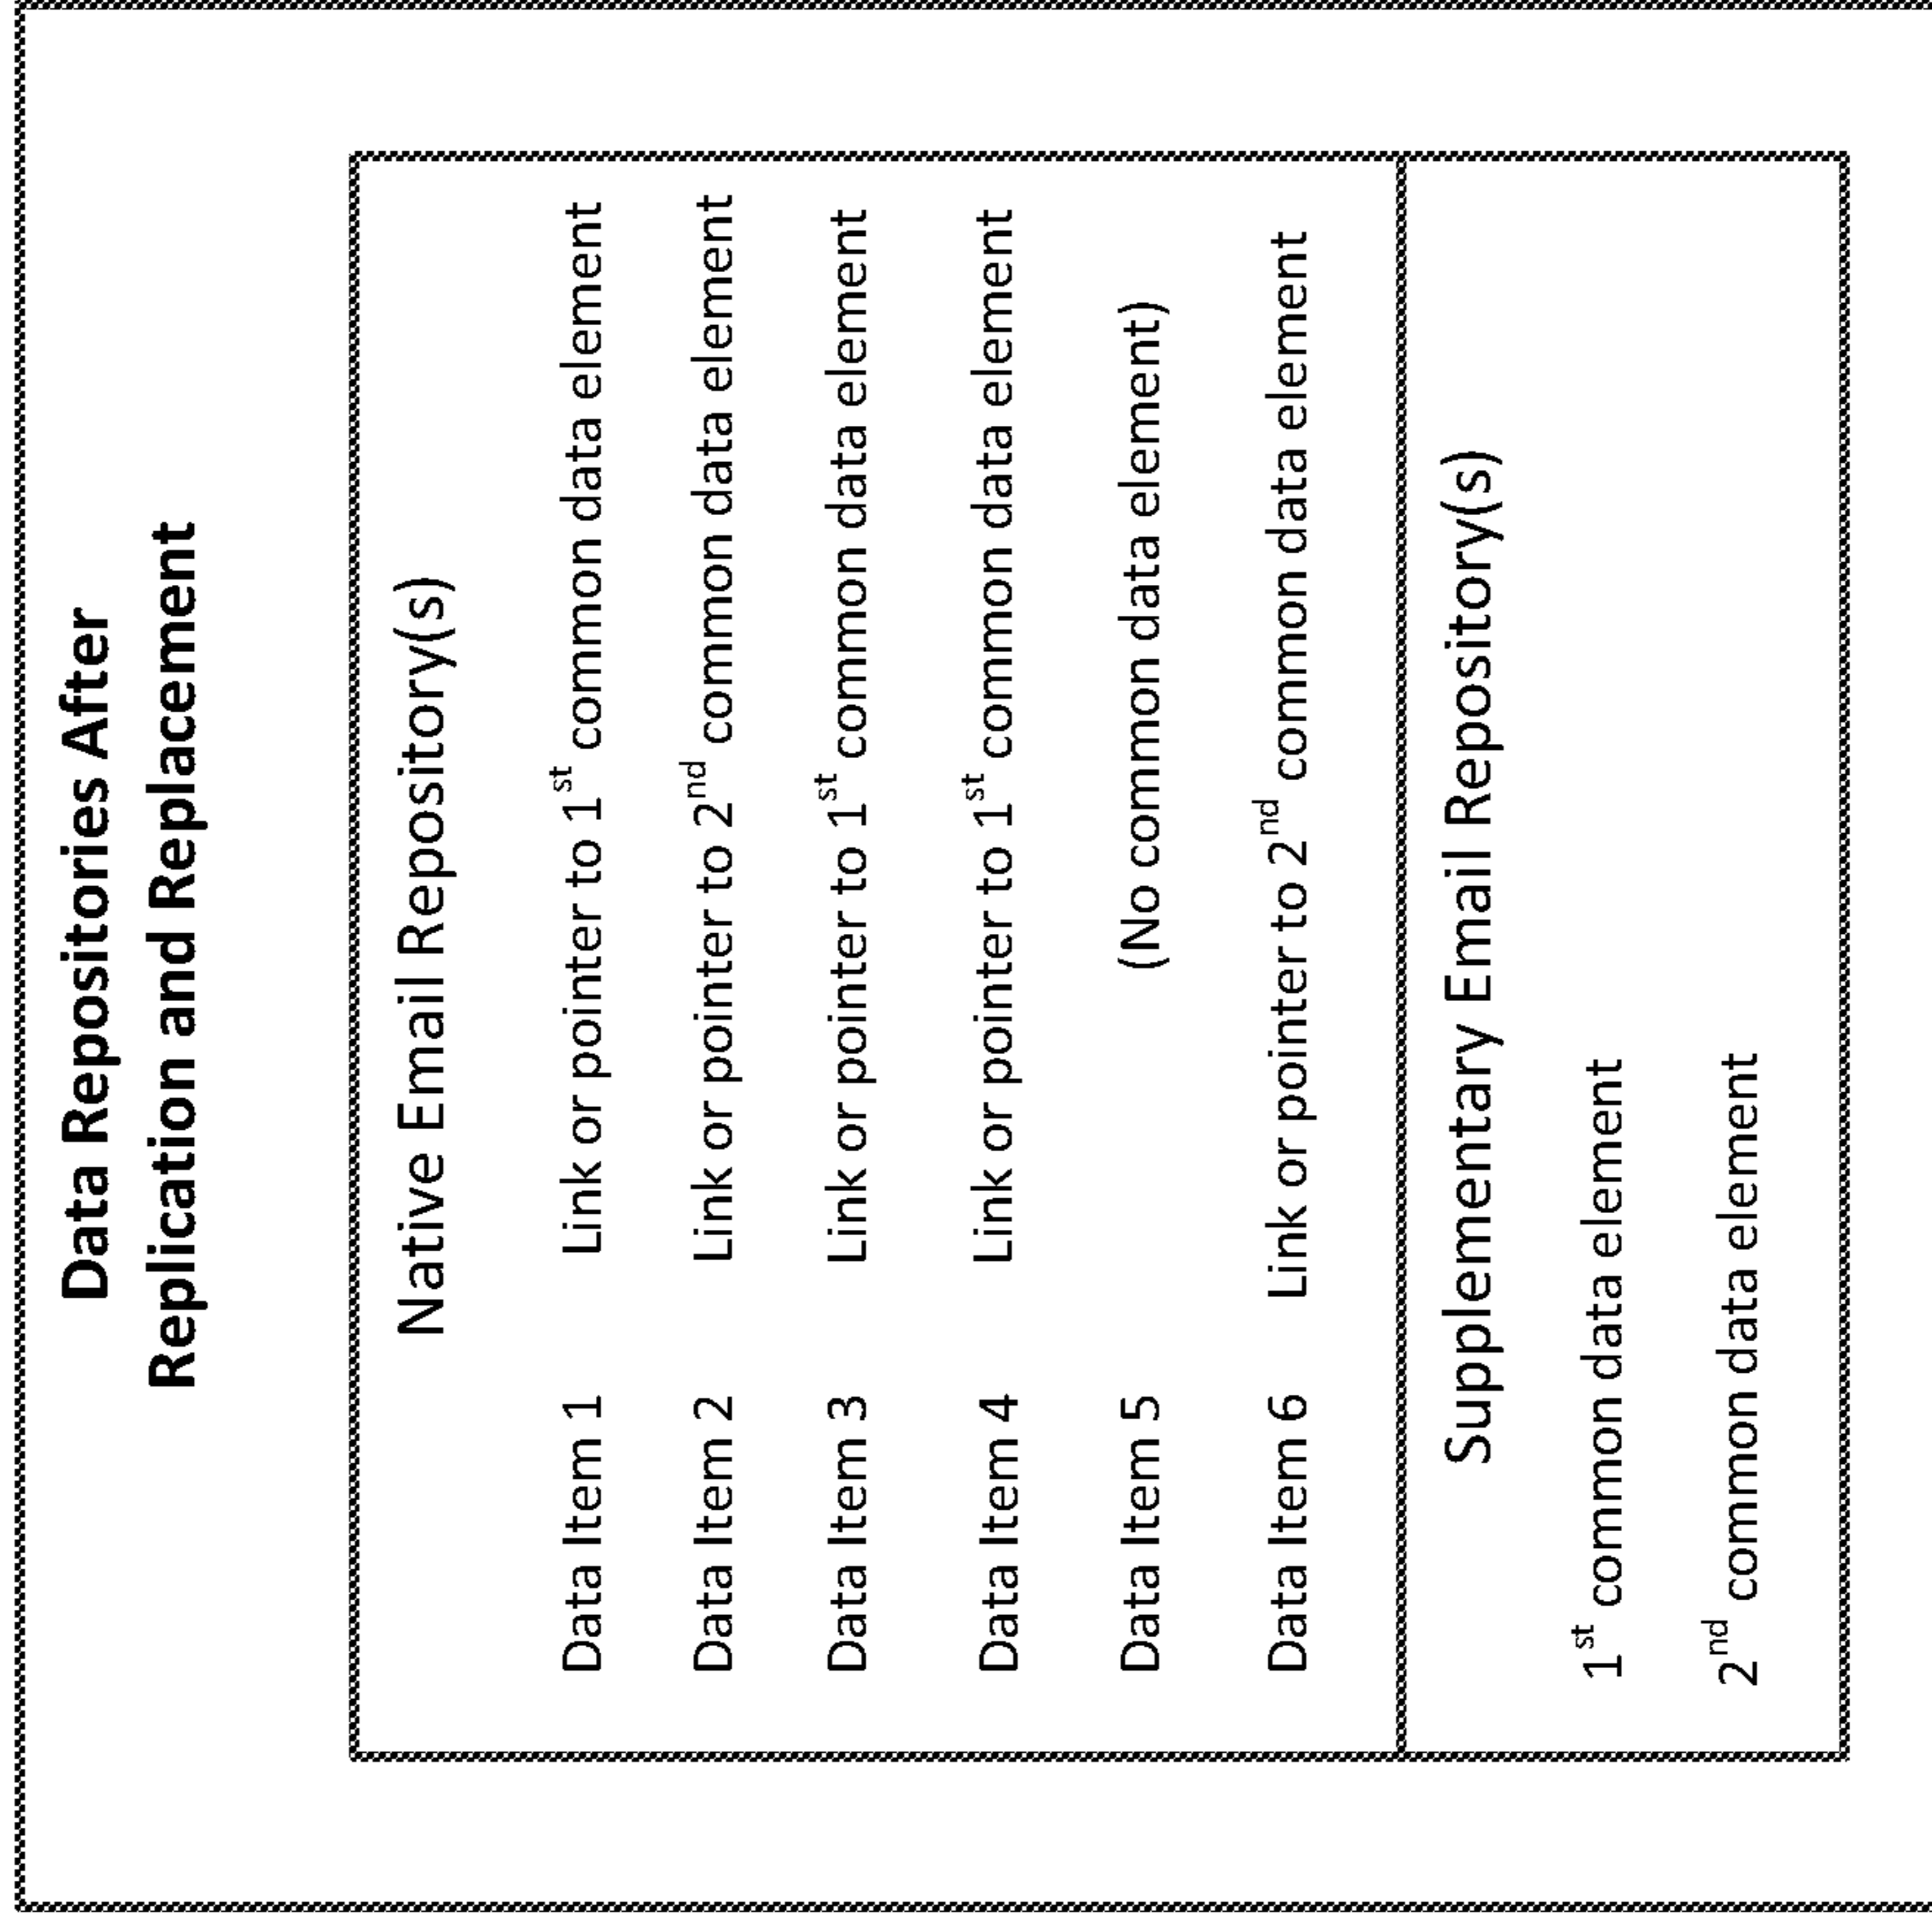 Data Repositories After
Replication and Replacement
Native Email Repository(s)
Data Item 1 Link or pointer to 1st common data element
Data Item 2 Link or pointer to 2nd common data element
Data Item 3 Link or pointer to 1st common data element
Data Item 4 Link or pointer to 1st common data element
Data Item 5 (No common data element)
Data Item 6 Link or pointer to 2nd common data element
Supplementary Email Repository(s)
1st common data element
2nd common data element